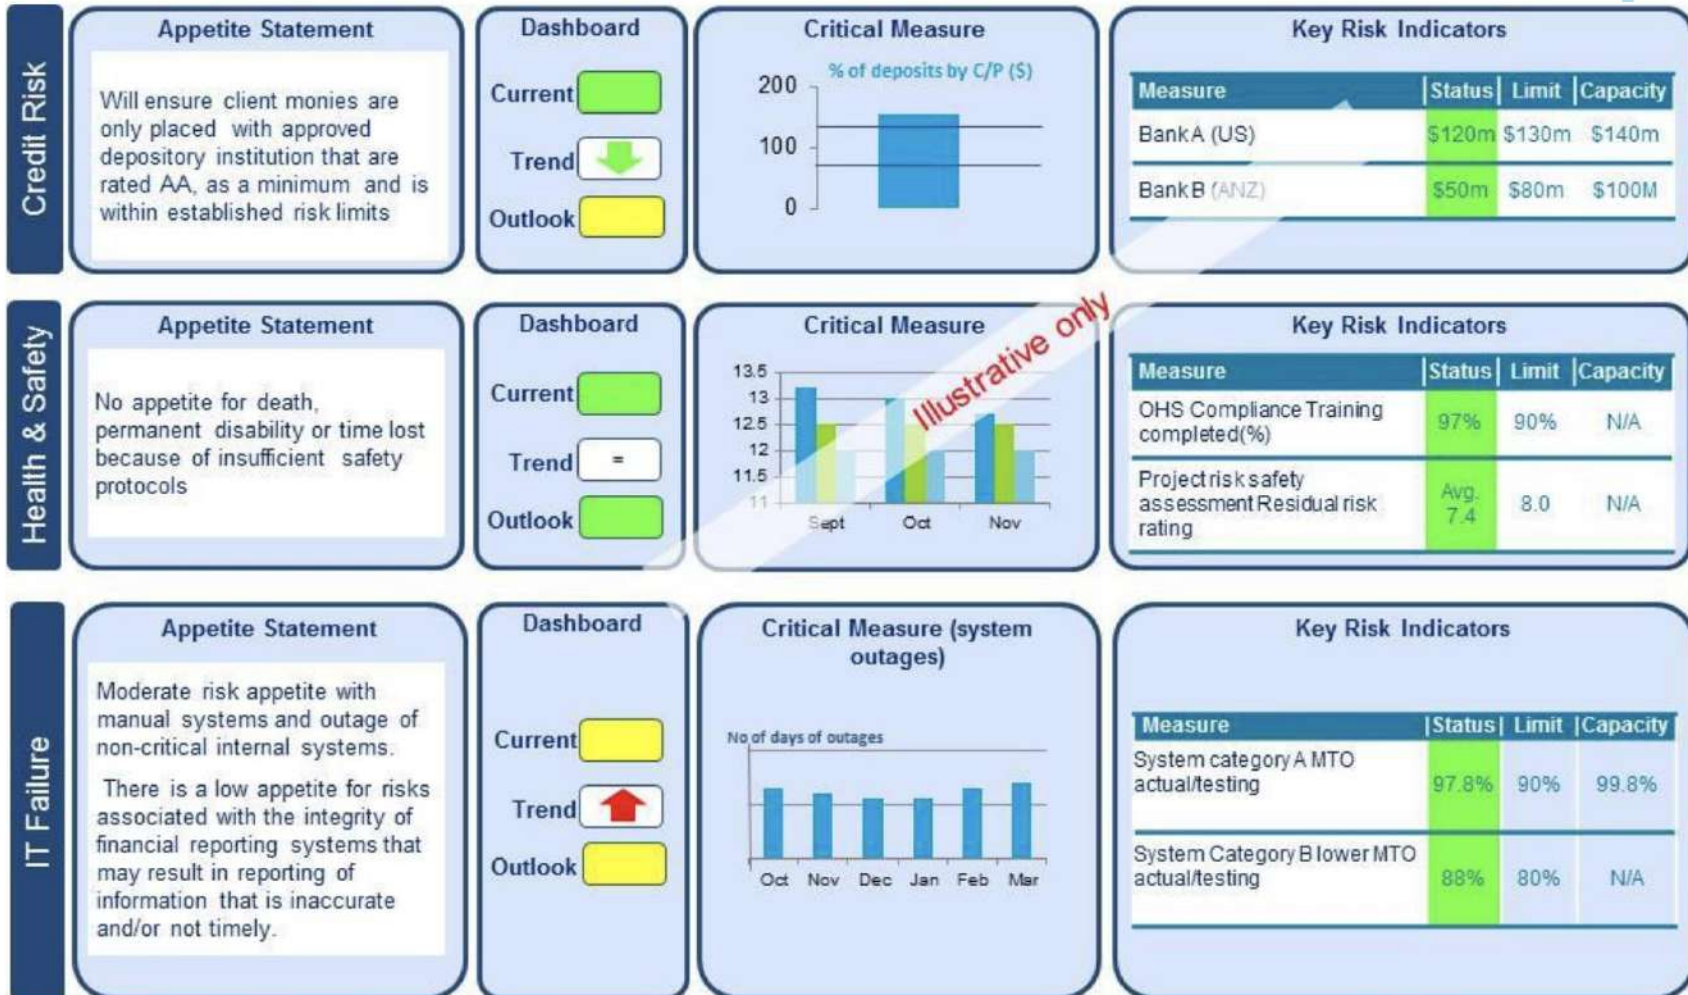 Credit Risk
Appetite Statement
Will ensure client monies are
only placed with approved
depository institution that are
rated AA, as a minimum and is
within established risk limits
Dashboard
Current
Trend
Outlook
Critical Measure
% of deposits by C/P ($)
200
100
0
Key Risk Indicators
Measure Status Limit Capacity
Bank A (US) $120m $130m $140m
Bank B (ANZ) $50m $80m $100M
Health & Safety
Appetite Statement
No appetite for death,
permanent disability or time lost
because of insufficient safety
protocols
Dashboard
Current
Trend =
Outlook
Critical Measure
13.5
13
12.5
12
11.5
11
Sept Oct Nov
Illustrative only
Key Risk Indicators
Measure Status Limit Capacity
OHS Compliance Training
completed(%) 97% 90% N/A
Project risk safety
assessment Residual risk
rating
Avg.
7.4 8.0 N/A
IT Failure
Appetite Statement
Moderate risk appetite with
manual systems and outage of
non-critical internal systems.
There is a low appetite for risks
associated with the integrity of
financial reporting systems that
may result in reporting of
information that is inaccurate
and/or not timely.
Dashboard
Current
Trend
Outlook
Critical Measure (system
outages)
No of days of outages
Oct Nov Dec Jan Feb Mar
Key Risk Indicators
Measure Status Limit Capacity
System category A MTO
actual/testing 97.8% 90% 99.8%
System Category B lower MTO
actual/testing 88% 80% N/A